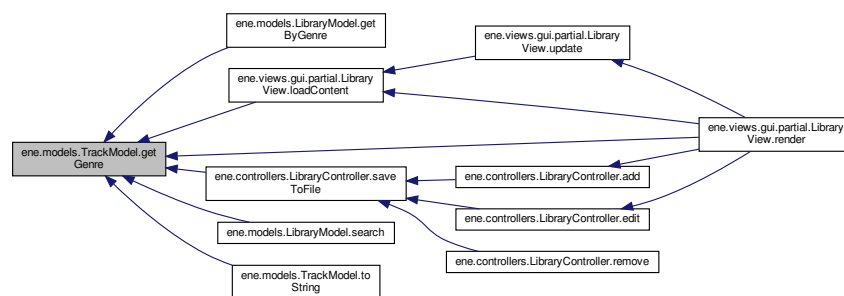 ene.models.LibraryModel.get
ByGenre
ene.views.gui.partial.Library
View.update
ene.views.gui.partial.Library
View.loadContent
ene.views.gui.partial.Library
View.render
ene.models.TrackModel.get
Genre
ene.controllers.LibraryController.save
ToFile
ene.controllers.LibraryController.add
ene.controllers.LibraryController.edit
ene.models.LibraryModel.search
ene.controllers.LibraryController.remove
ene.models.TrackModel.to
String